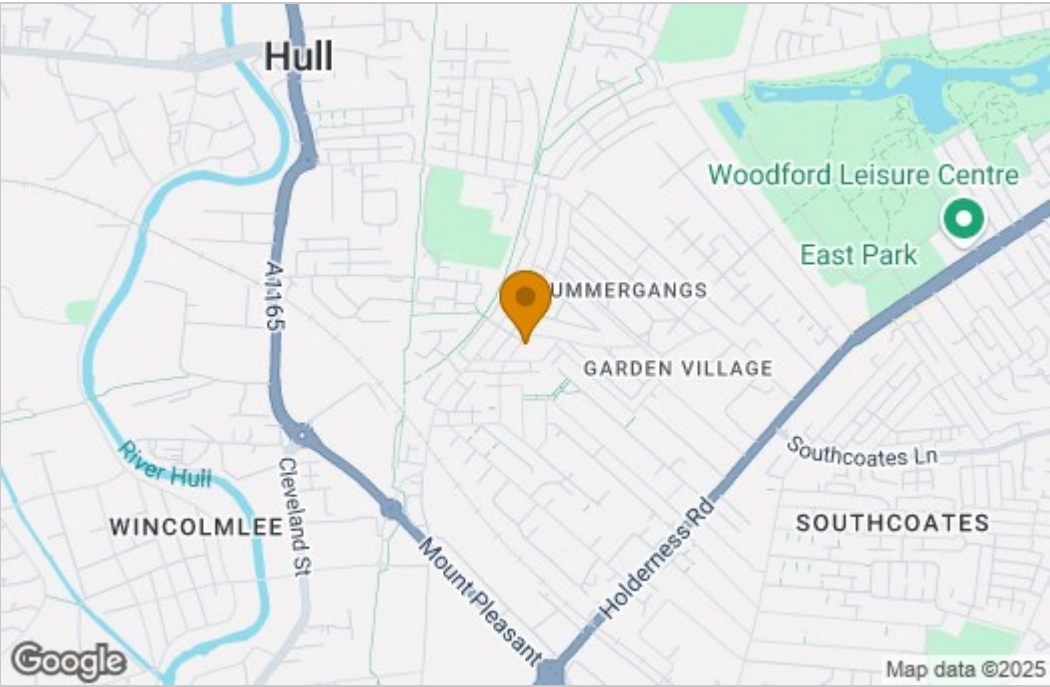 Hull
Woodford Leisure Centre
East Park
A1165
UMMERGANGS
GARDEN VILLAGE
River Hull
Southcoates Ln
Cleveland St
WINCOLMLEE
Holderness Rd
SOUTHCOATES
Mount Pleasant
Google
Map data ©2025